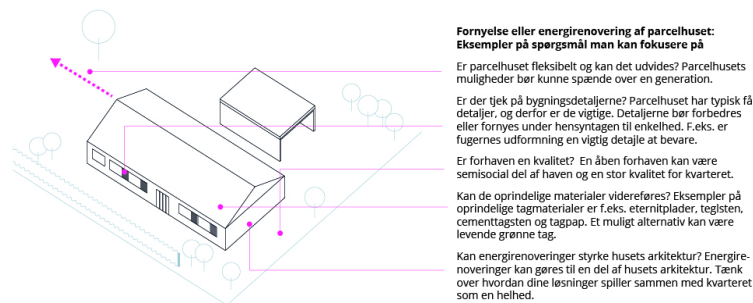 Fornyelse eller energirenovering af parcelhuset:
Eksempler på spørgsmål man kan fokusere på
Er parcelhuset fleksibelt og kan det udvides? Parcelhusets
muligheder bør kunne spænde over en generation.
Er der tjek på bygningsdetaljerne? Parcelhuset har typisk få
detaljer, og derfor er de vigtige. Detaljerne bør forbedres
eller fornyes under hensyntagen til enkelhed. F.eks. er
fugernes udformning en vigtig detalje at bevare.
Er forhaven en kvalitet?  En åben forhaven kan være
semisocial del af haven og en stor kvalitet for kvarteret.
Kan de oprindelige materialer videreføres? Eksempler på
oprindelige tagmaterialer er f.eks. eternitplader, teglsten,
cementtagsten og tagpap. Et muligt alternativ kan være
levende grønne tag.
Kan energirenoveringer styrke husets arkitektur? Energire-
noveringer kan gøres til en del af husets arkitektur. Tænk
over hvordan dine løsninger spiller sammen med kvarteret
som en helhed.